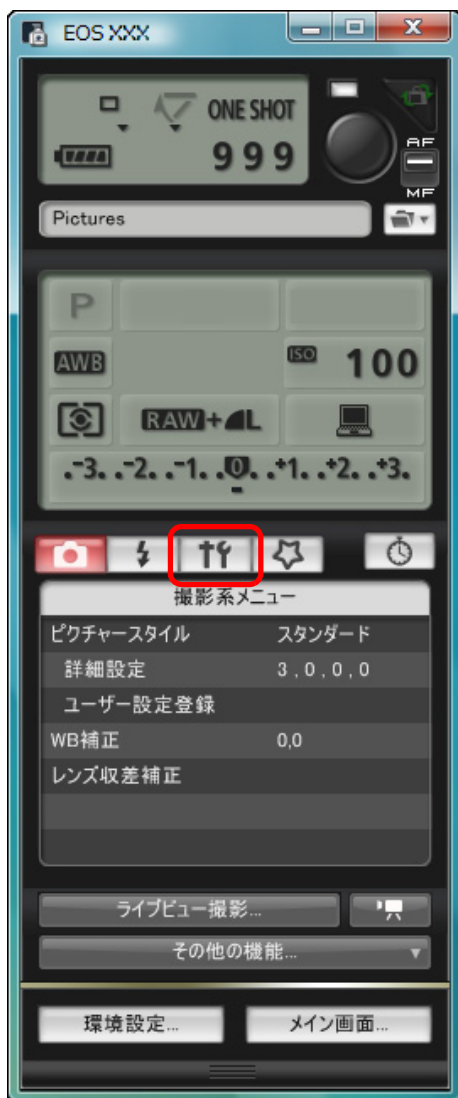 EOS XXX
ONE SHOT
999
AF
MF
Pictures
P
AWB
ISO 100
RAW+L
.-3. .-2. .-1. .0. .+1. .+2. .+3.
撮影系メニュー
ピクチャースタイル スタンダード
詳細設定 3,0,0,0
ユーザー設定登録
WB補正 0,0
レンズ収差補正
ライブビュー撮影...
その他の機能...
環境設定...
メイン画面...